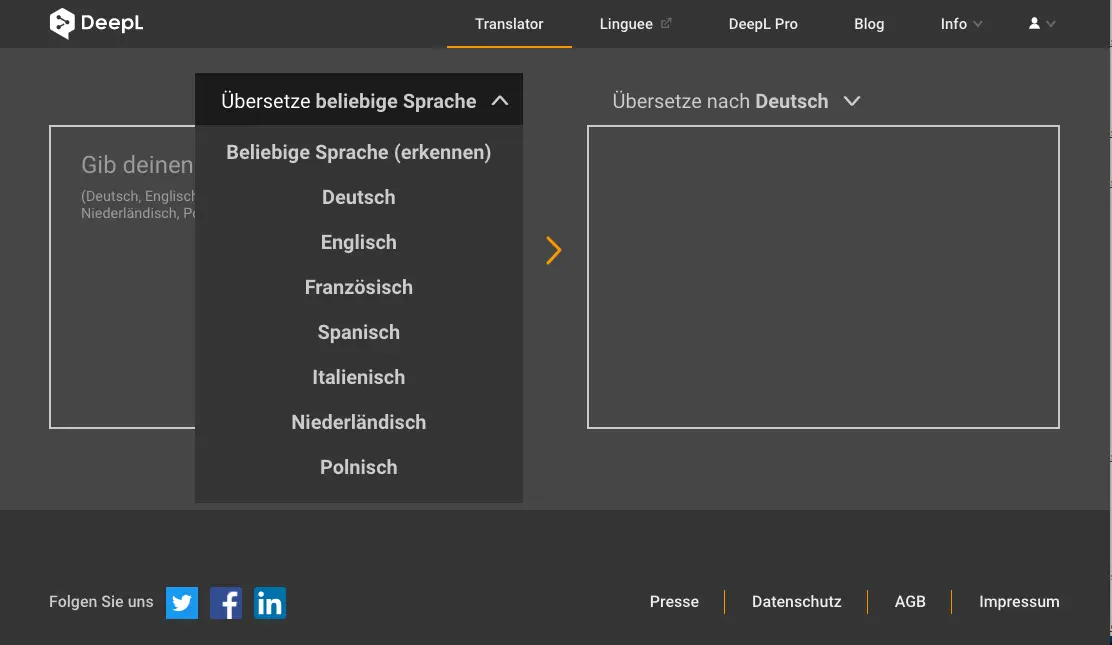 DeepL
Translator
Linguee
DeepL Pro
Blog
Info
Übersetze beliebige Sprache
Übersetze nach Deutsch
Gib deinen
(Deutsch, Englisch
Niederländisch,
Beliebige Sprache (erkennen)
Deutsch
Englisch
Französisch
Spanisch
Italienisch
Niederländisch
Polnisch
Folgen Sie uns
Presse
Datenschutz
AGB
Impressum